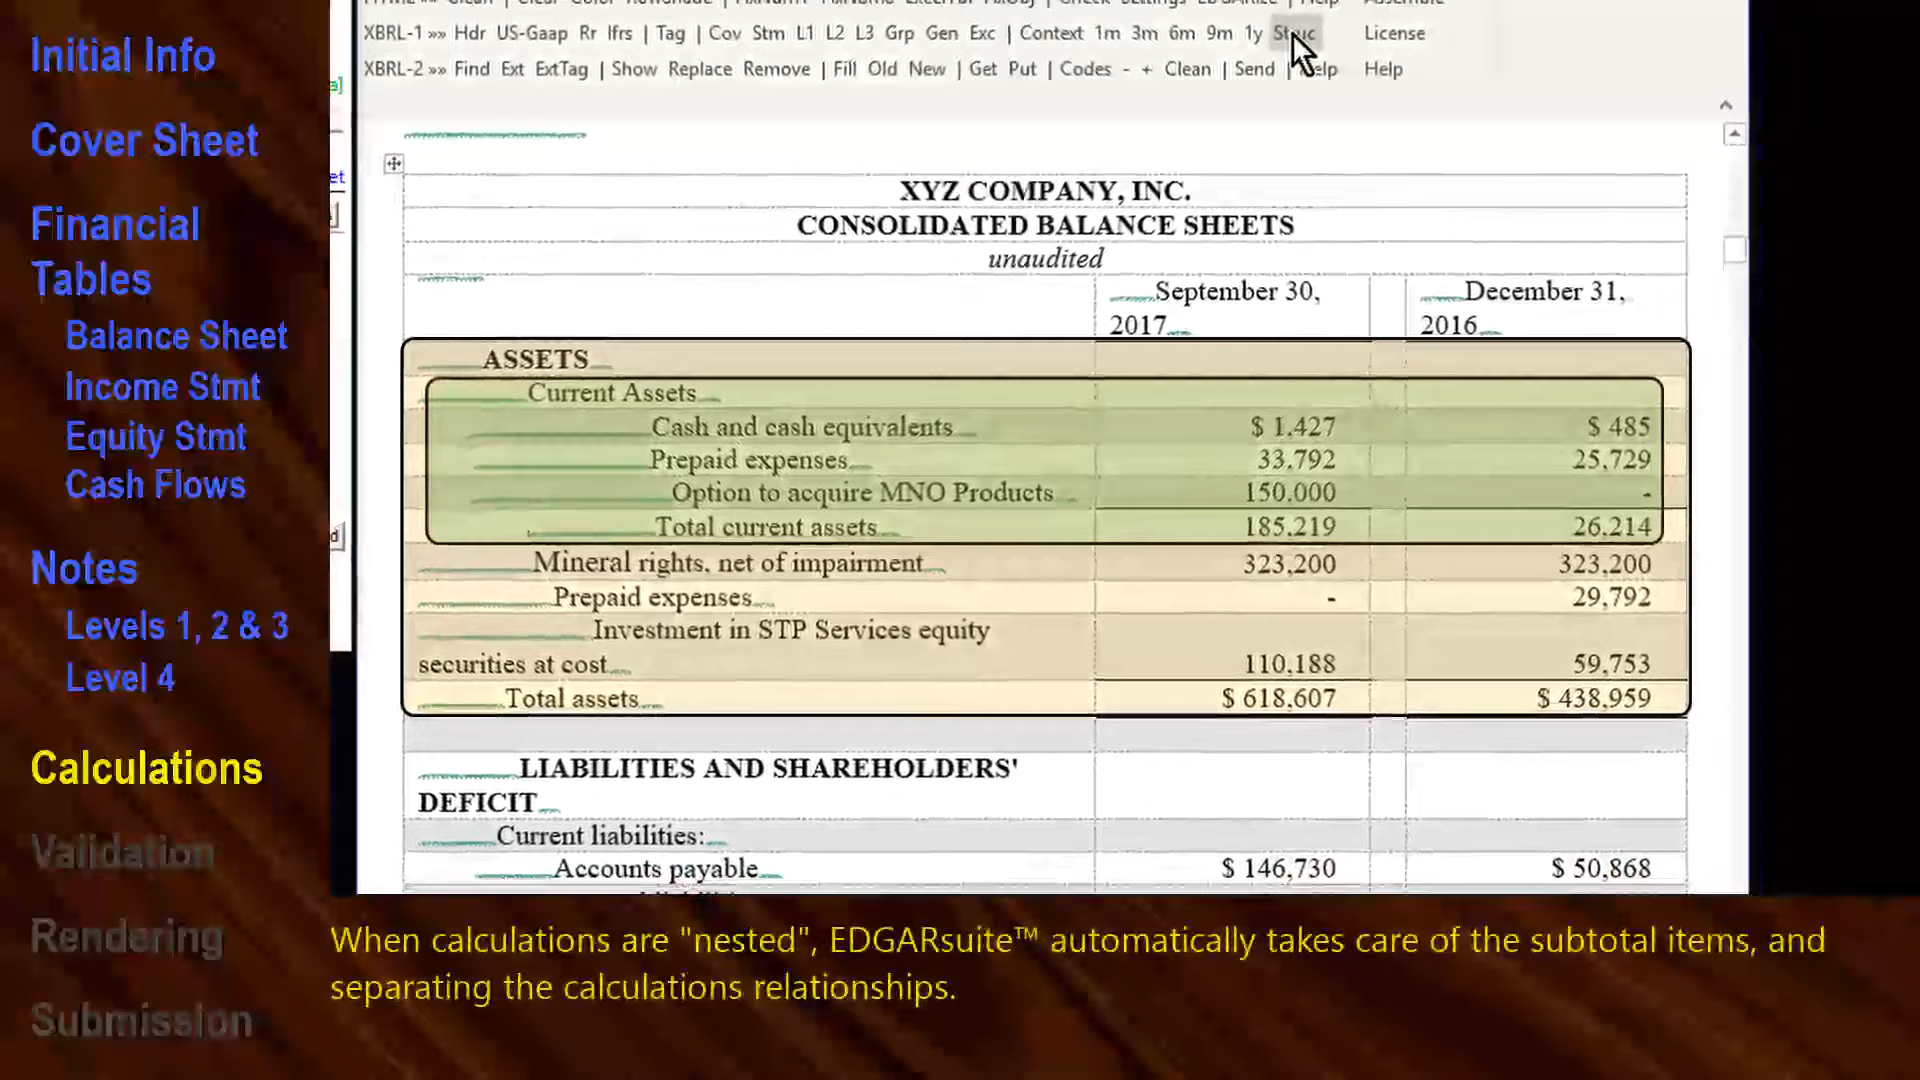 Initial Info
Cover Sheet
Financial
Tables
Balance Sheet
Income Stmt
Equity Stmt
Cash Flows
Notes
Levels 1, 2 & 3
Level 4
Calculations
Validation
Rendering
Submission
XBRL-1 »» Hdr US-Gaap Rr Ifrs | Tag | Cov Stm L1 L2 L3 Grp Gen Exc | Context 1m 3m 6m 9m 1y Struc License
XBRL-2 »» Find Ext ExtTag | Show Replace Remove | Fill Old New | Get Put | Codes - + Clean | Send | Help Help
XYZ COMPANY, INC.
CONSOLIDATED BALANCE SHEETS
unaudited
September 30, December 31,
2017 2016
ASSETS
Current Assets
Cash and cash equivalents $ 1,427 $ 485
Prepaid expenses 33,792 25,729
Option to acquire MNO Products 150,000 -
Total current assets 185,219 26,214
Mineral rights, net of impairment 323,200 323,200
Prepaid expenses - 29,792
Investment in STP Services equity
securities at cost 110,188 59,753
Total assets $ 618,607 $ 438,959
LIABILITIES AND SHAREHOLDERS'
DEFICIT
Current liabilities:
Accounts payable $ 146,730 $ 50,868
When calculations are "nested", EDGARsuite™ automatically takes care of the subtotal items, and
separating the calculations relationships.